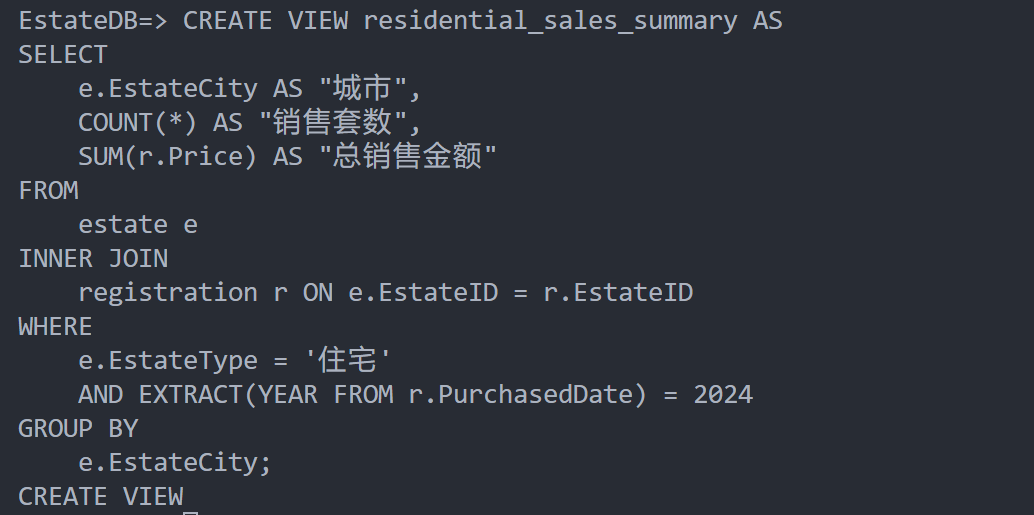 EstateDB=> CREATE VIEW residential_sales_summary AS
SELECT
    e.EstateCity AS "城市",
    COUNT(*) AS "销售套数",
    SUM(r.Price) AS "总销售金额"
FROM
    estate e
INNER JOIN
    registration r ON e.EstateID = r.EstateID
WHERE
    e.EstateType = '住宅'
    AND EXTRACT(YEAR FROM r.PurchasedDate) = 2024
GROUP BY
    e.EstateCity;
CREATE VIEW